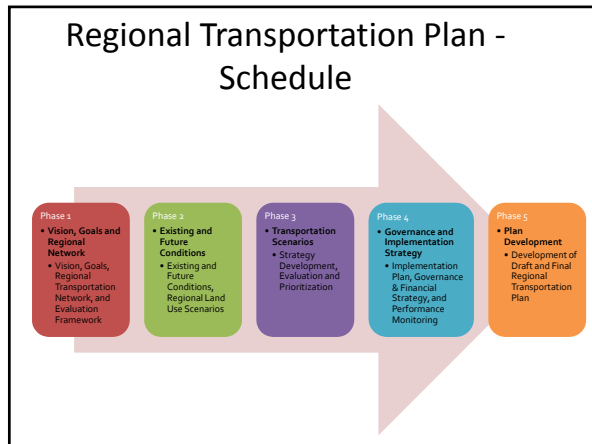 Regional Transportation Plan -
Schedule
Phase 1
• Vision, Goals and
Regional
Network
• Vision, Goals,
Regional
Transportation
Network, and
Evaluation
Framework
Phase 2
• Existing and
Future
Conditions
• Existing and
Future
Conditions,
Regional Land
Use Scenarios
Phase 3
• Transportation
Scenarios
• Strategy
Development,
Evaluation and
Prioritization
Phase 4
• Governance and
Implementation
Strategy
• Implementation
Plan, Governance
& Financial
Strategy, and
Performance
Monitoring
Phase 5
• Plan
Development
• Development of
Draft and Final
Regional
Transportation
Plan